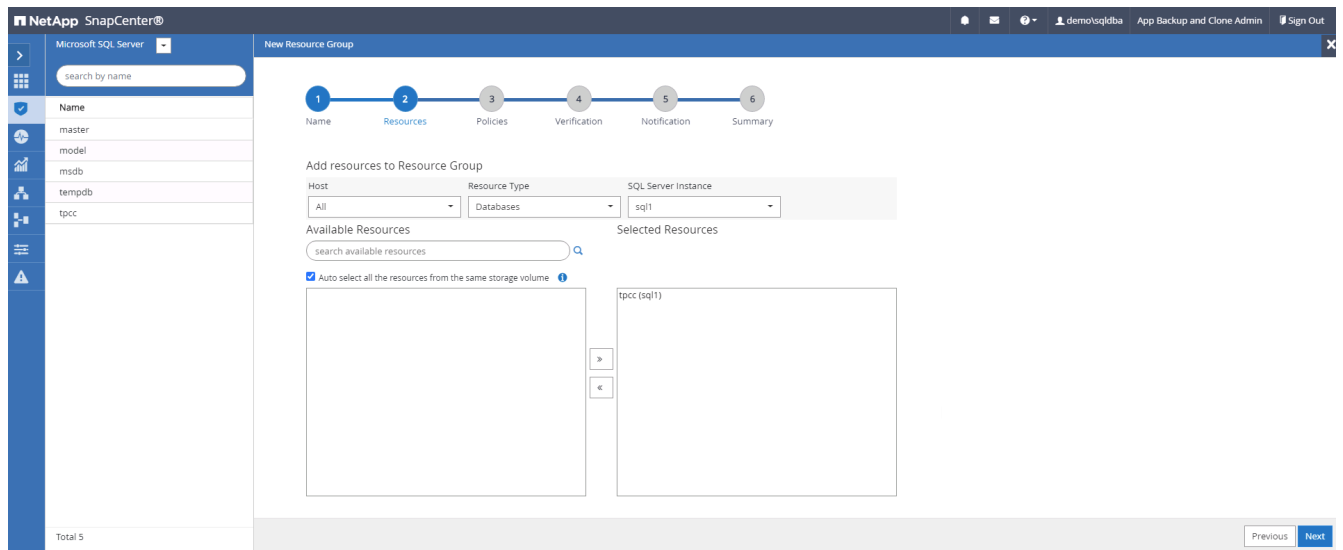 NetApp SnapCenter®
demo\sqldba App Backup and Clone Admin Sign Out
Microsoft SQL Server
search by name
Name
master
model
msdb
tempdb
tpcc
Total 5
New Resource Group
1 2 3 4 5 6
Name Resources Policies Verification Notification Summary
Add resources to Resource Group
Host Resource Type SQL Server Instance
All Databases sql1
Available Resources Selected Resources
search available resources
Auto select all the resources from the same storage volume
tpcc (sql1)
Previous Next